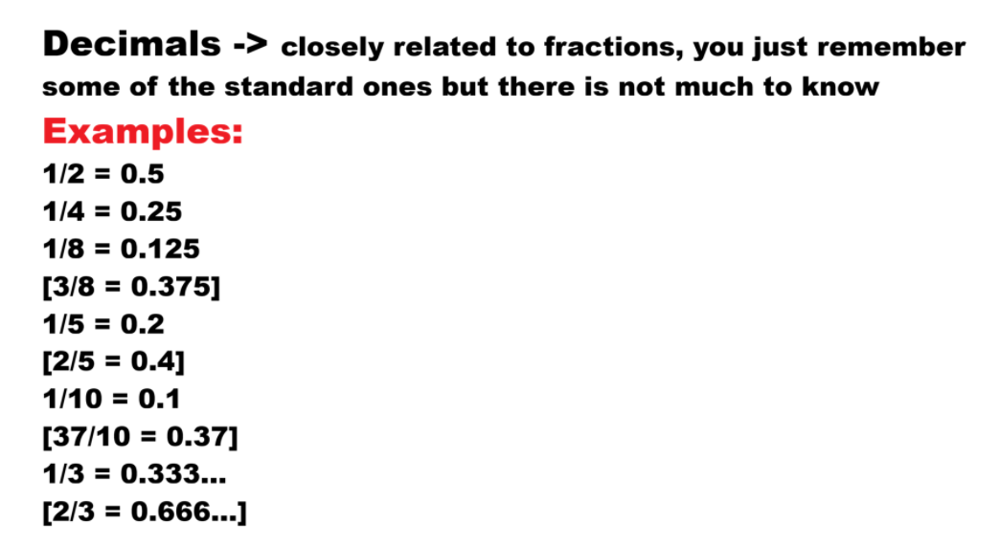 Decimals -> closely related to fractions, you just remember
some of the standard ones but there is not much to know
Examples:
1/2 = 0.5
1/4 = 0.25
1/8 = 0.125
[3/8 = 0.375]
1/5 = 0.2
[2/5 = 0.4]
1/10 = 0.1
[37/10 = 0.37]
1/3 = 0.333...
[2/3 = 0.666...]